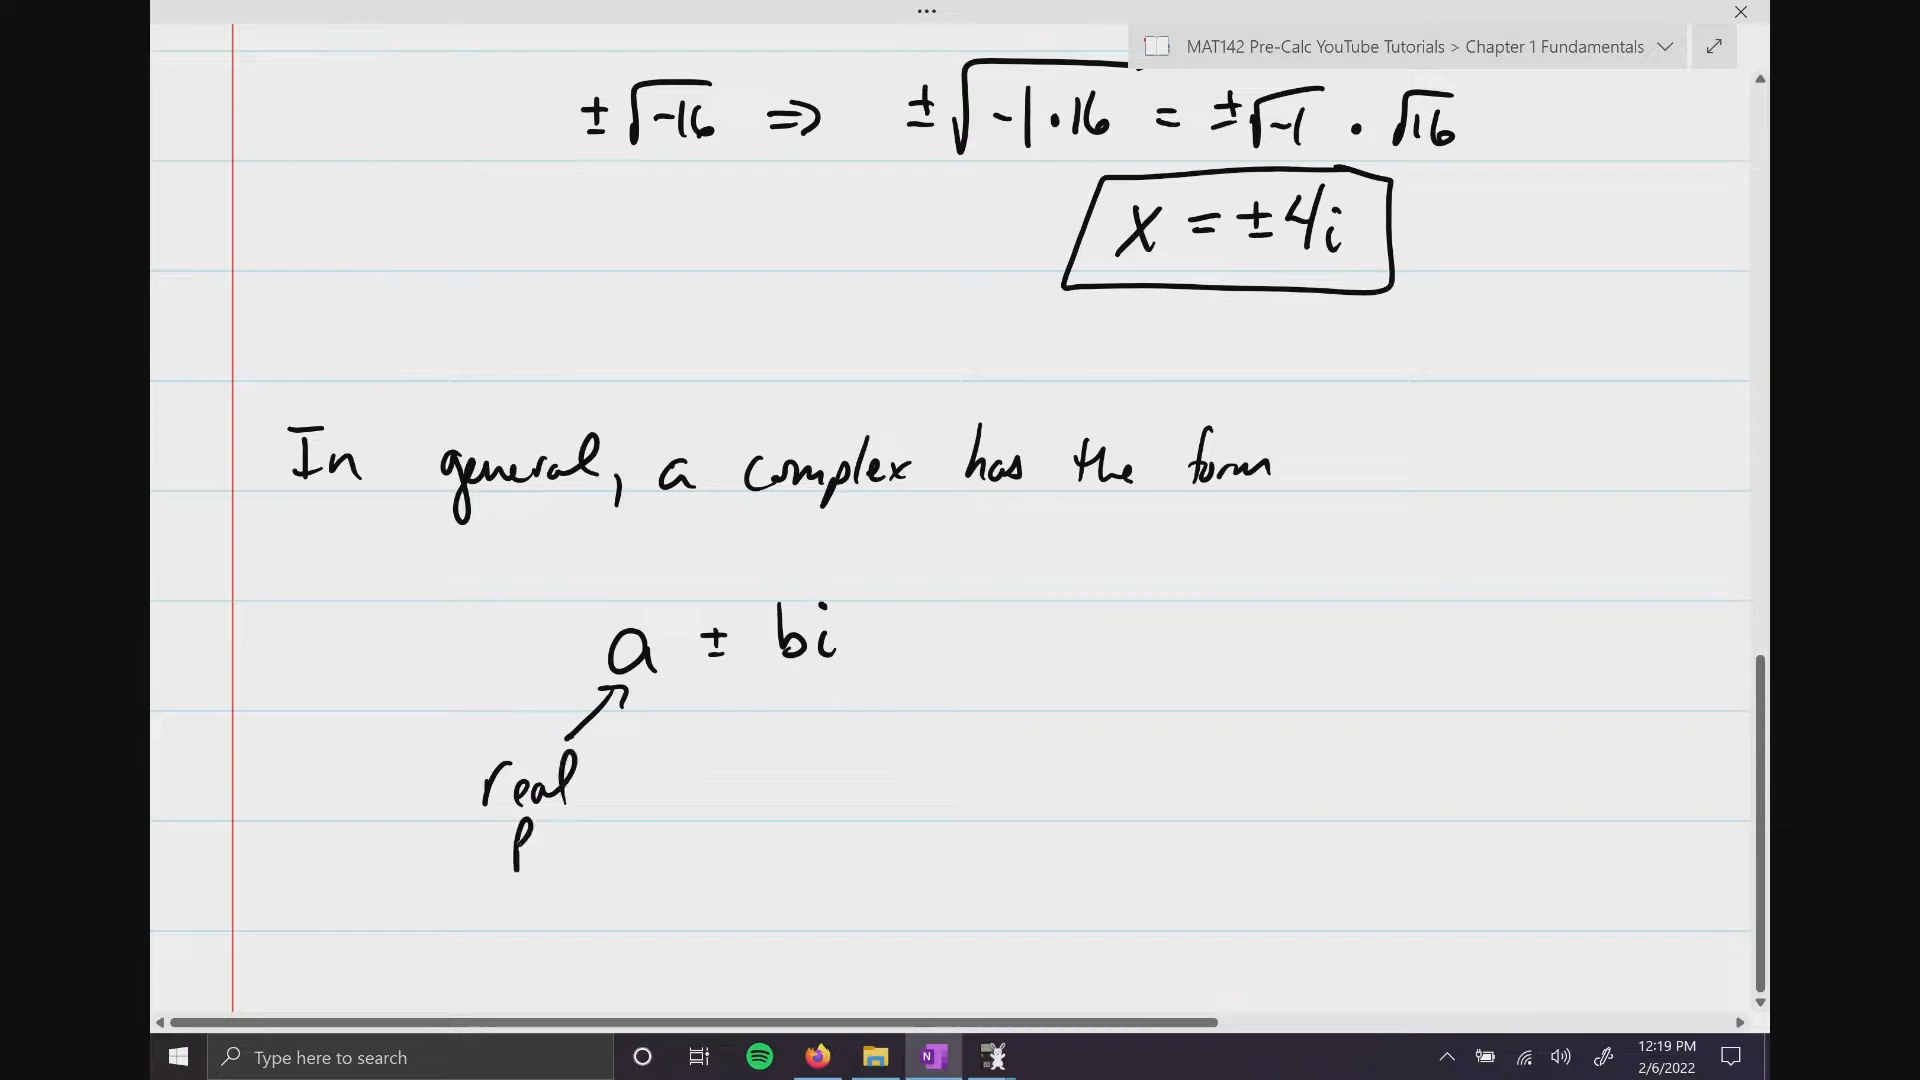 ...
MAT142 Pre-Calc YouTube Tutorials > Chapter 1 Fundamentals
± √-16 ⇒ ± √-1 · 16 = ± √-1 · √16
x = ± 4i
In general, a complex has the form
a ± bi
real
p
Type here to search
12:19 PM
2/6/2022